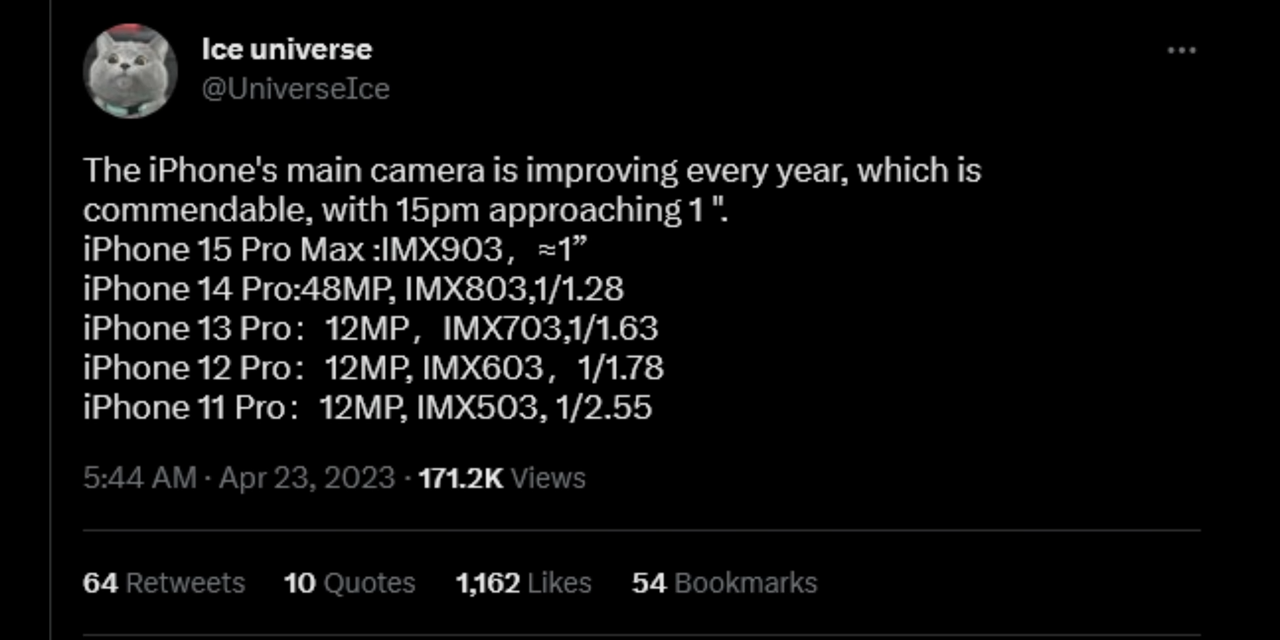 Ice universe
@UniverseIce
The iPhone's main camera is improving every year, which is
commendable, with 15pm approaching 1 ".
iPhone 15 Pro Max :IMX903， ≈1”
iPhone 14 Pro:48MP, IMX803,1/1.28
iPhone 13 Pro： 12MP， IMX703,1/1.63
iPhone 12 Pro： 12MP, IMX603， 1/1.78
iPhone 11 Pro： 12MP, IMX503, 1/2.55
5:44 AM · Apr 23, 2023 · 171.2K Views
64 Retweets 10 Quotes 1,162 Likes 54 Bookmarks